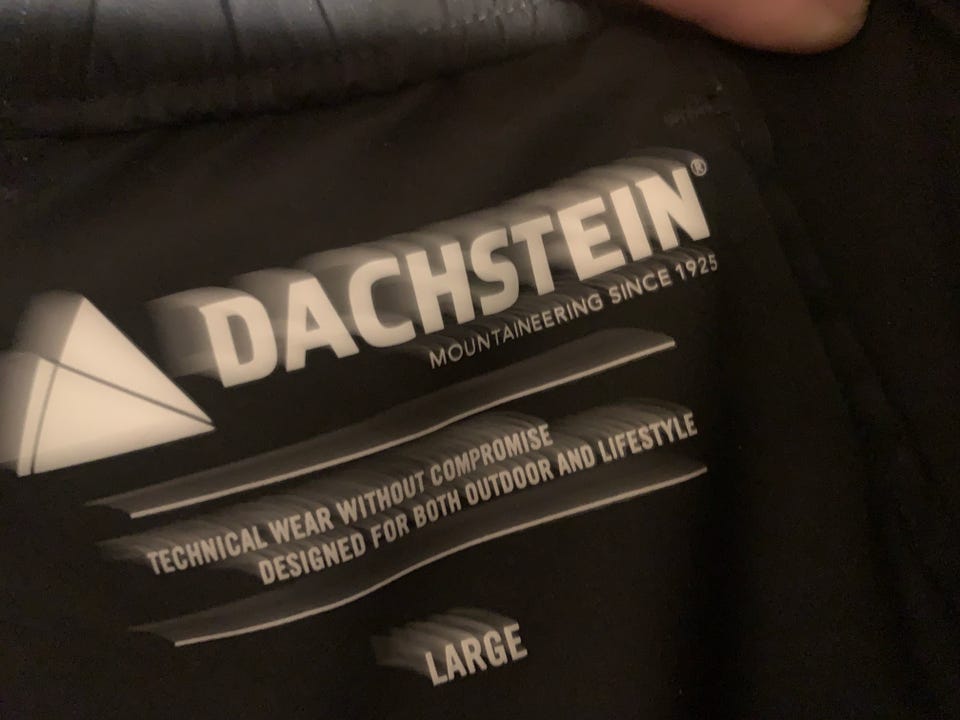 DACHSTEIN®
MOUNTAINEERING SINCE 1925
TECHNICAL WEAR WITHOUT COMPROMISE
DESIGNED FOR BOTH OUTDOOR AND LIFESTYLE
LARGE